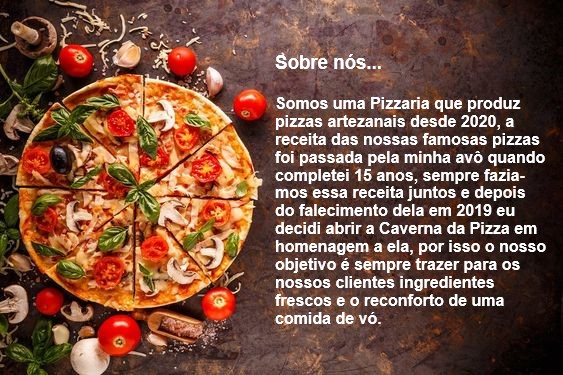 Sobre nós...
Somos uma Pizzaria que produz
pizzas artezanais desde 2020, a
receita das nossas famosas pizzas
foi passada pela minha avô quando
completei 15 anos, sempre fazia-
mos essa receita juntos e depois
do falecimento dela em 2019 eu
decidi abrir a Caverna da Pizza em
homenagem a ela, por isso o nosso
objetivo é sempre trazer para os
nossos clientes ingredientes
frescos e o reconforto de uma
comida de vó.